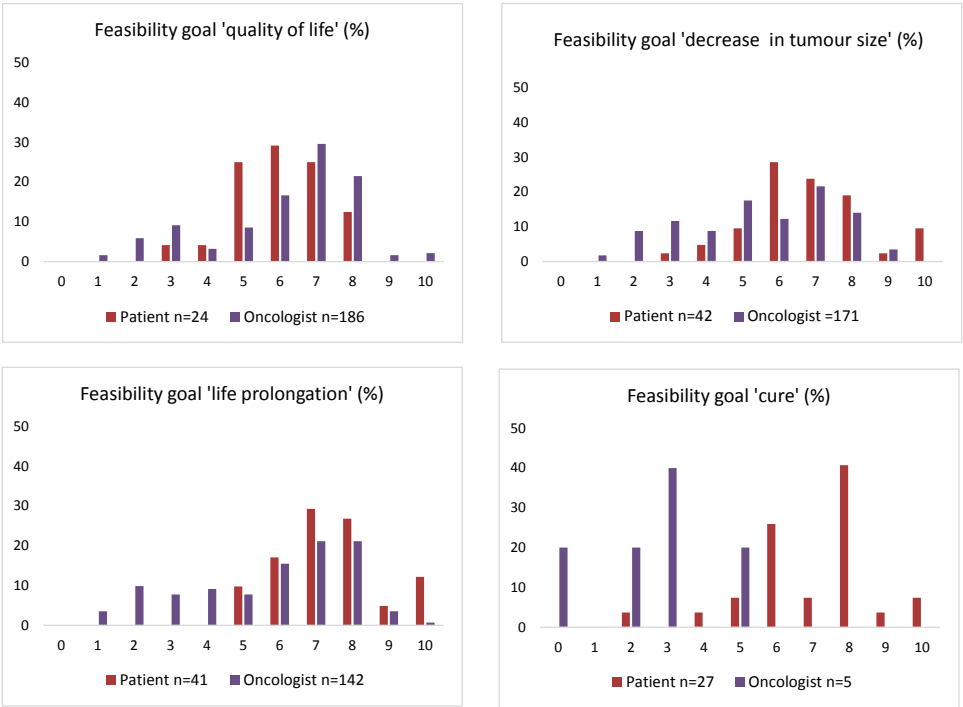 Feasibility goal 'quality of life' (%)
50
40
30
20
10
0
0 1 2 3 4 5 6 7 8 9 10
Patient n=24 Oncologist n=186
Feasibility goal 'decrease in tumour size' (%)
50
40
30
20
10
0
0 1 2 3 4 5 6 7 8 9 10
Patient n=42 Oncologist =171
Feasibility goal 'life prolongation' (%)
50
40
30
20
10
0
0 1 2 3 4 5 6 7 8 9 10
Patient n=41 Oncologist n=142
Feasibility goal 'cure' (%)
50
40
30
20
10
0
0 1 2 3 4 5 6 7 8 9 10
Patient n=27 Oncologist n=5